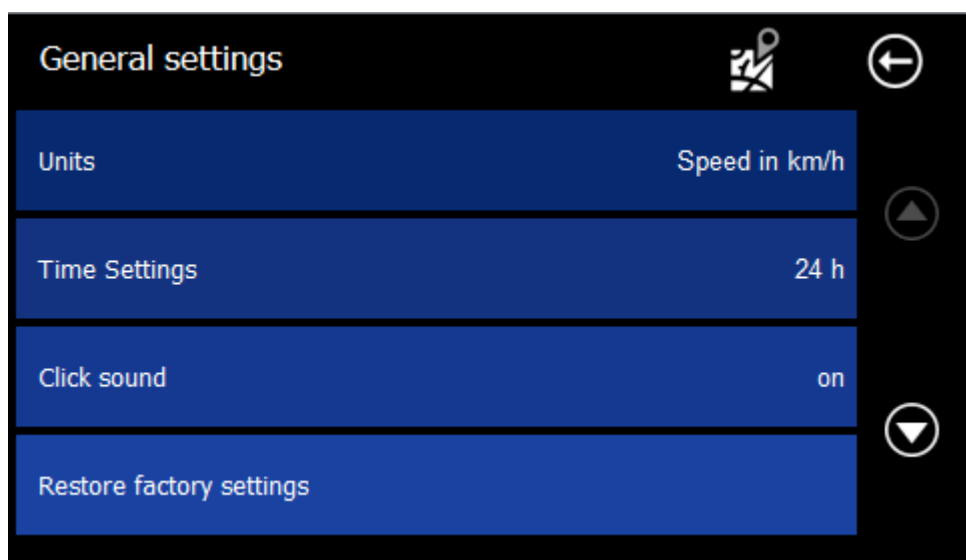 General settings
Units Speed in km/h
Time Settings 24 h
Click sound on
Restore factory settings